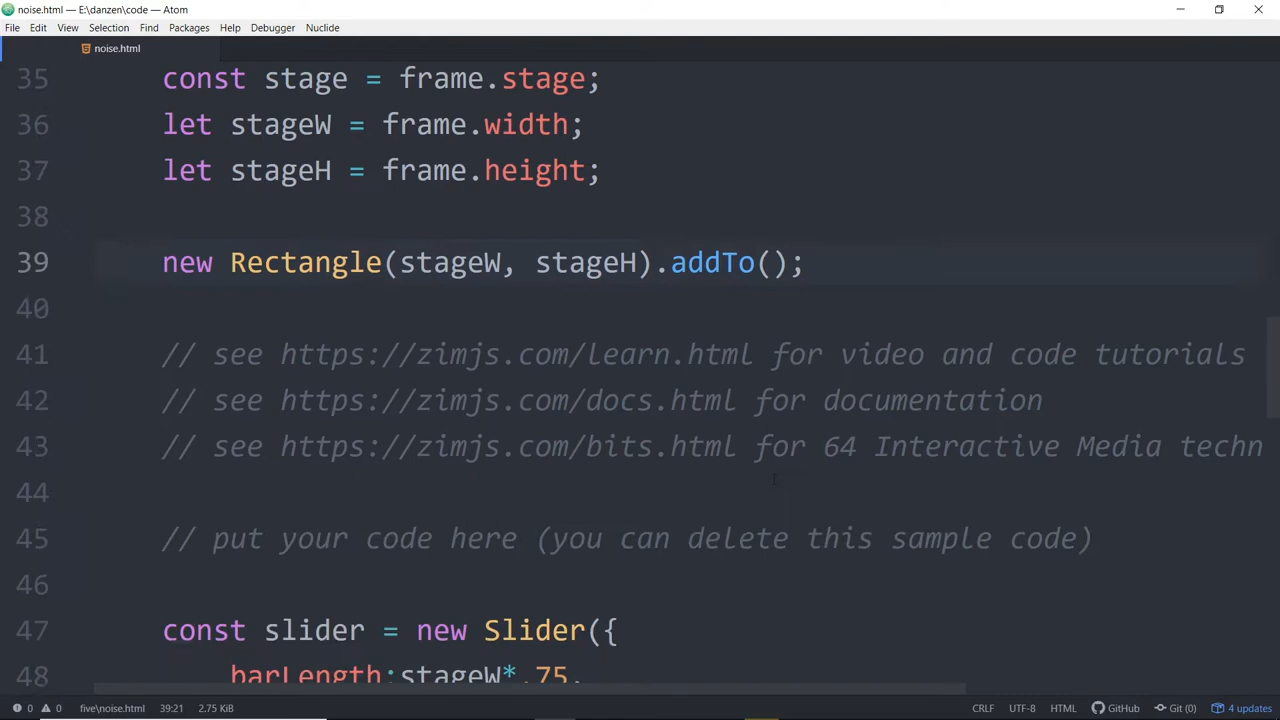 noise.html — E:\danzen\code — Atom
File Edit View Selection Find Packages Help Debugger Nuclide
noise.html
35 const stage = frame.stage;
36 let stageW = frame.width;
37 let stageH = frame.height;
38
39 new Rectangle(stageW, stageH).addTo();
40
41 // see https://zimjs.com/learn.html for video and code tutorials
42 // see https://zimjs.com/docs.html for documentation
43 // see https://zimjs.com/bits.html for 64 Interactive Media techn
44
45 // put your code here (you can delete this sample code)
46
47 const slider = new Slider({
48 barLength:stageW*.75,
0 0 five\noise.html 39:21 2.75 KiB CRLF UTF-8 HTML GitHub Git (0) 4 updates